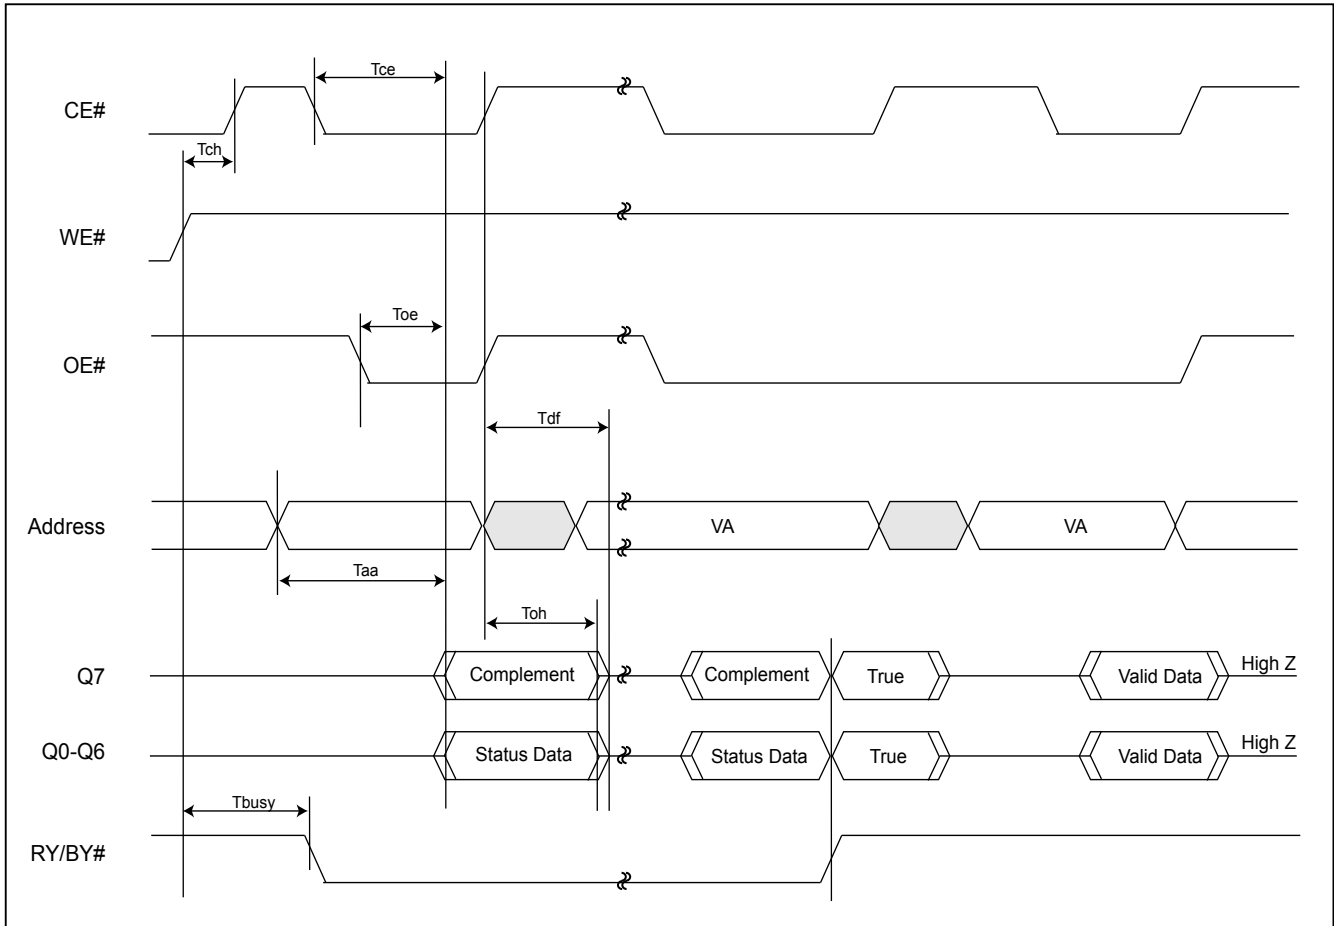 Tce
CE#
Tch
WE#
Toe
OE#
Tdf
Address
VA
VA
Taa
Toh
Q7
Complement
Complement
True
Valid Data
High Z
Q0-Q6
Status Data
Status Data
True
Valid Data
High Z
Tbusy
RY/BY#